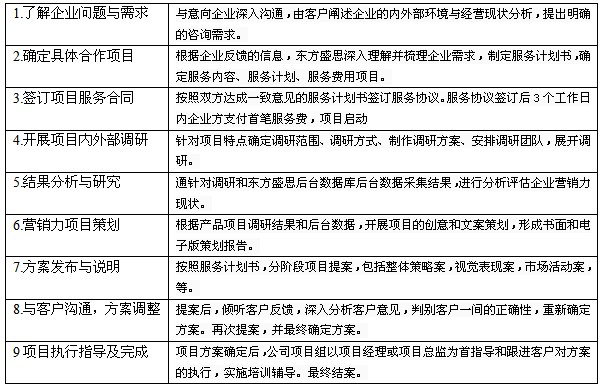 1.了解企业问题与需求
与意向企业深入沟通，由客户阐述企业的内外部环境与经营现状分析，提出明确
的咨询需求。
2.确定具体合作项目
根据企业反馈的信息，东方盛思深入理解并梳理企业需求，制定服务计划书，确
定服务内容、服务计划、服务费用项目。
3.签订项目服务合同
按照双方达成一致意见的服务计划书签订服务协议。服务协议签订后３个工作日
内企业方支付首笔服务费，项目启动
4.开展项目内外部调研
针对项目特点确定调研范围、调研方式、制作调研方案、安排调研团队，展开调
研。
5.结果分析与研究
通针对调研和东方盛思后台数据库后台数据采集结果，进行分析评估企业营销力
现状。
6.营销力项目策划
根据产品项目调研结果和后台数据，开展项目的创意和文案策划，形成书面和电
子版策划报告。
7.方案发布与说明
按照服务计划书，分阶段项目提案，包括整体策略案，视觉表现案，市场活动案，
等。
8.与客户沟通，方案调整
提案后，倾听客户反馈，深入分析客户意见，判别客户一间的正确性，重新确定
方案。再次提案，并最终确定方案。
9 项目执行指导及完成
项目方案确定后，公司项目组以项目经理或项目总监为首指导和跟进客户对方案
的执行，实施培训辅导。最终结案。